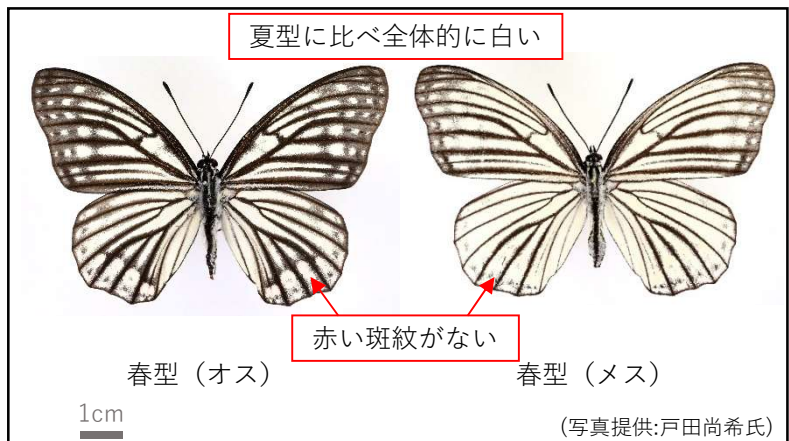 夏型に比べ全体的に白い
赤い斑紋がない
春型（オス）
春型（メス）
1cm
(写真提供:戸田尚希氏)